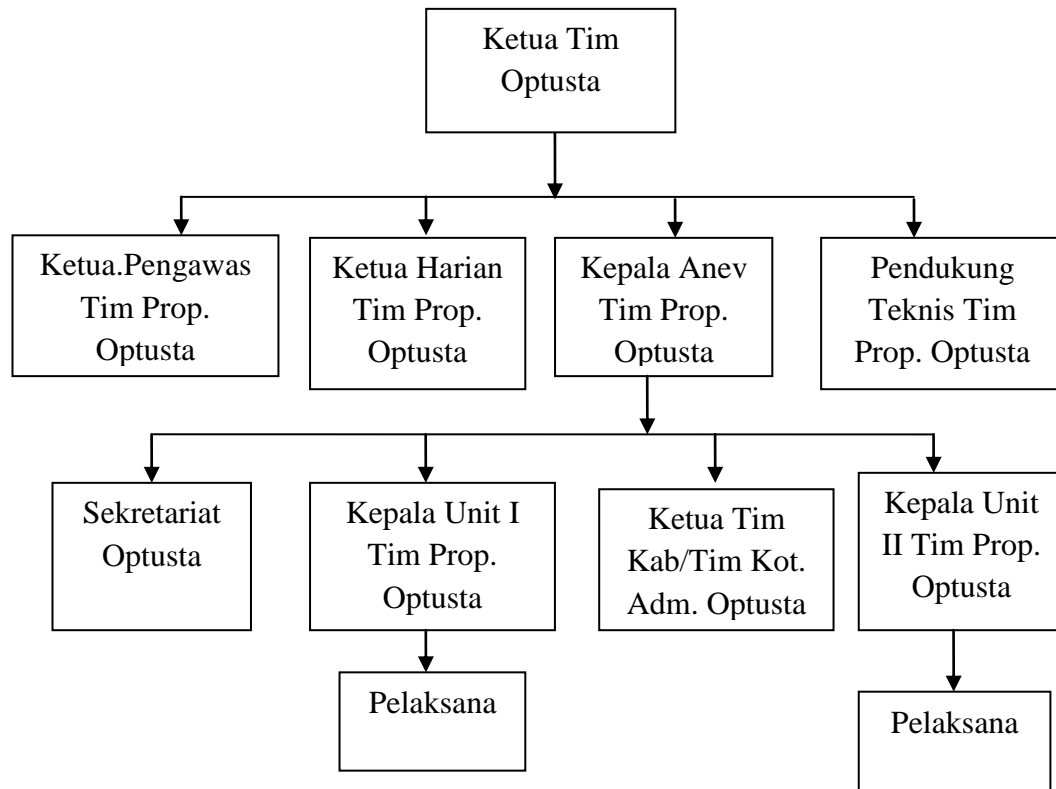 Ketua Tim
Optusta
Ketua.Pengawas
Tim Prop.
Optusta
Ketua Harian
Tim Prop.
Optusta
Kepala Anev
Tim Prop.
Optusta
Pendukung
Teknis Tim
Prop. Optusta
Sekretariat
Optusta
Kepala Unit I
Tim Prop.
Optusta
Ketua Tim
Kab/Tim Kot.
Adm. Optusta
Kepala Unit
II Tim Prop.
Optusta
Pelaksana
Pelaksana